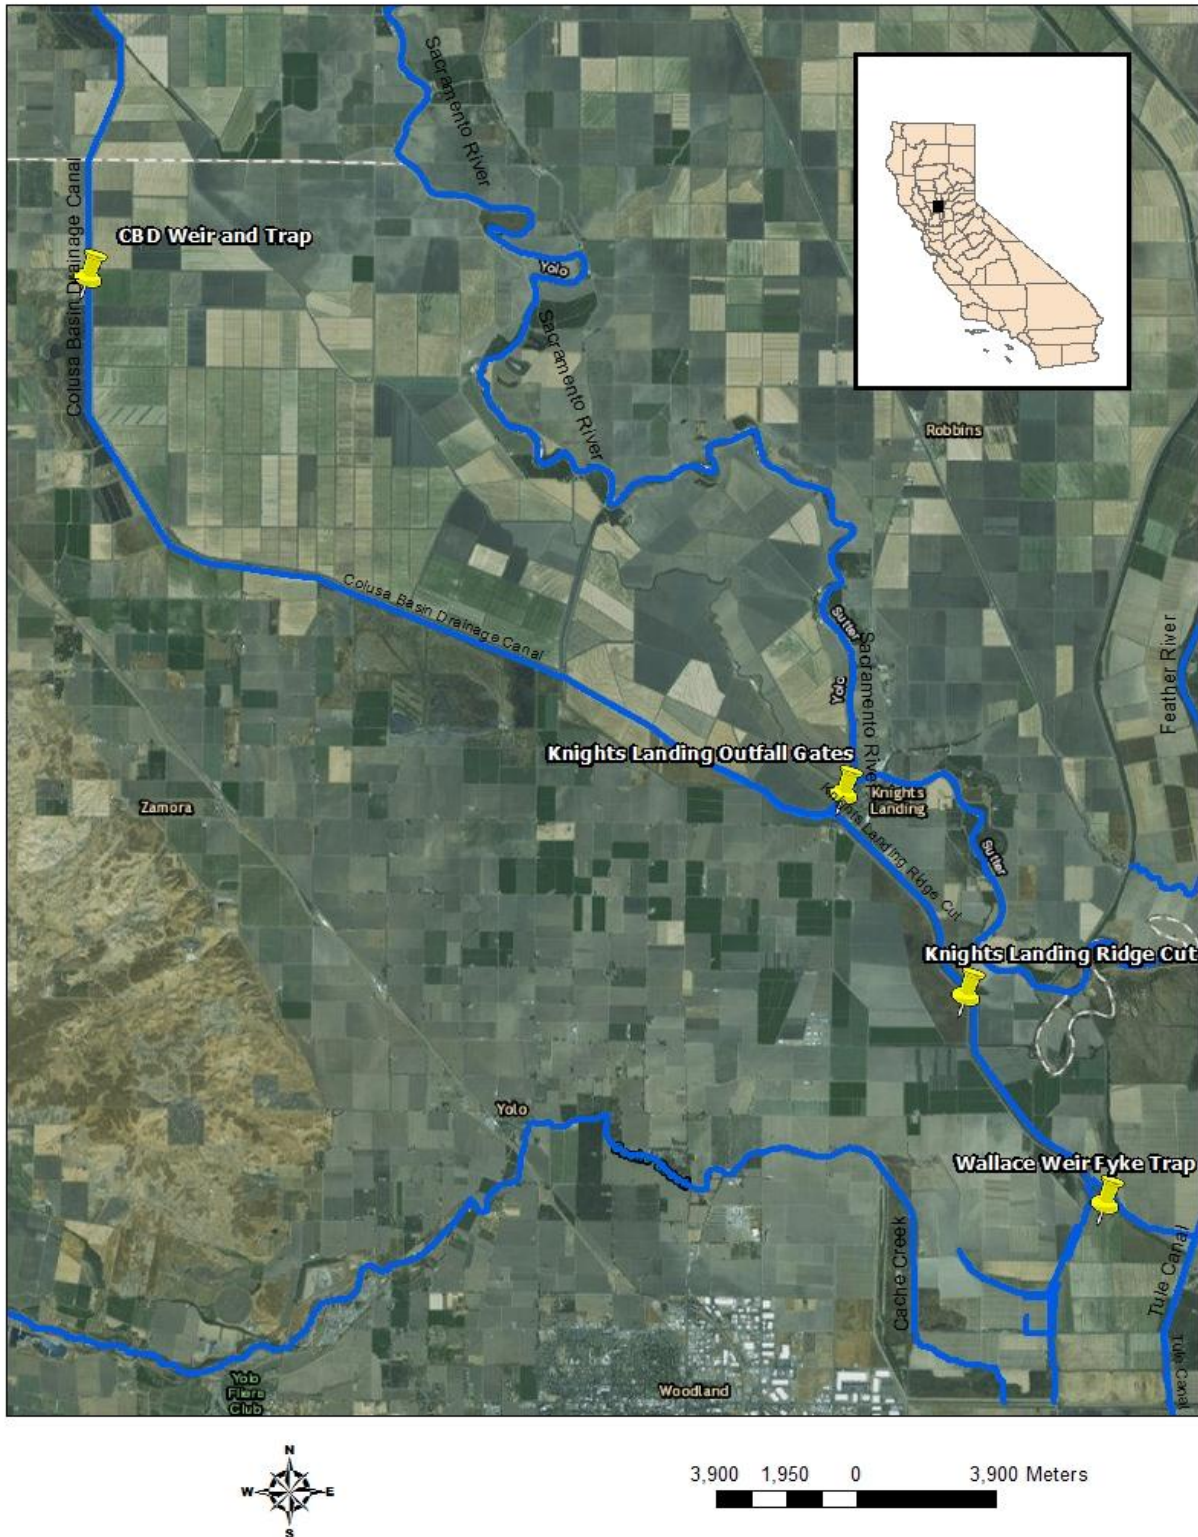 Sacramento River
Colusa Basin Drainage Canal
CBD Weir and Trap
Yolo
Sacramento River
Robbins
Colusa Basin Drainage Canal
Sutter
Yolo
Sacramento River
Feather River
Knights Landing Outfall Gates
Zamora
Knights
Landing
Knights Landing Ridge Cut
Sutter
Knights Landing Ridge Cut
Yolo
Wallace Weir Fyke Trap
Cache Creek
Tule Canal
Tule Canal
Yolo
Fliers
Club
Woodland
N
W
E
S
3,900 1,950 0 3,900 Meters